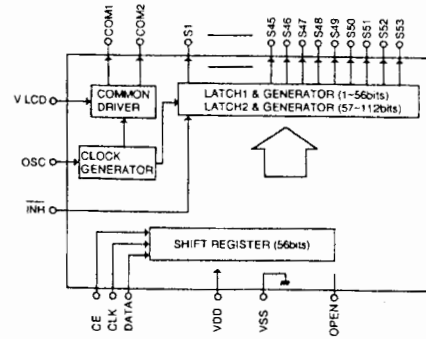 COM1
COM2
S1
S45
S46
S47
S48
S49
S50
S51
S52
S53
V LCD
COMMON
DRIVER
LATCH1 & GENERATOR (1~56bits)
LATCH2 & GENERATOR (57~112bits)
OSC
CLOCK
GENERATOR
INH
SHIFT REGISTER (56bits)
CE
CLK
DATA
VDD
VSS
OPEN